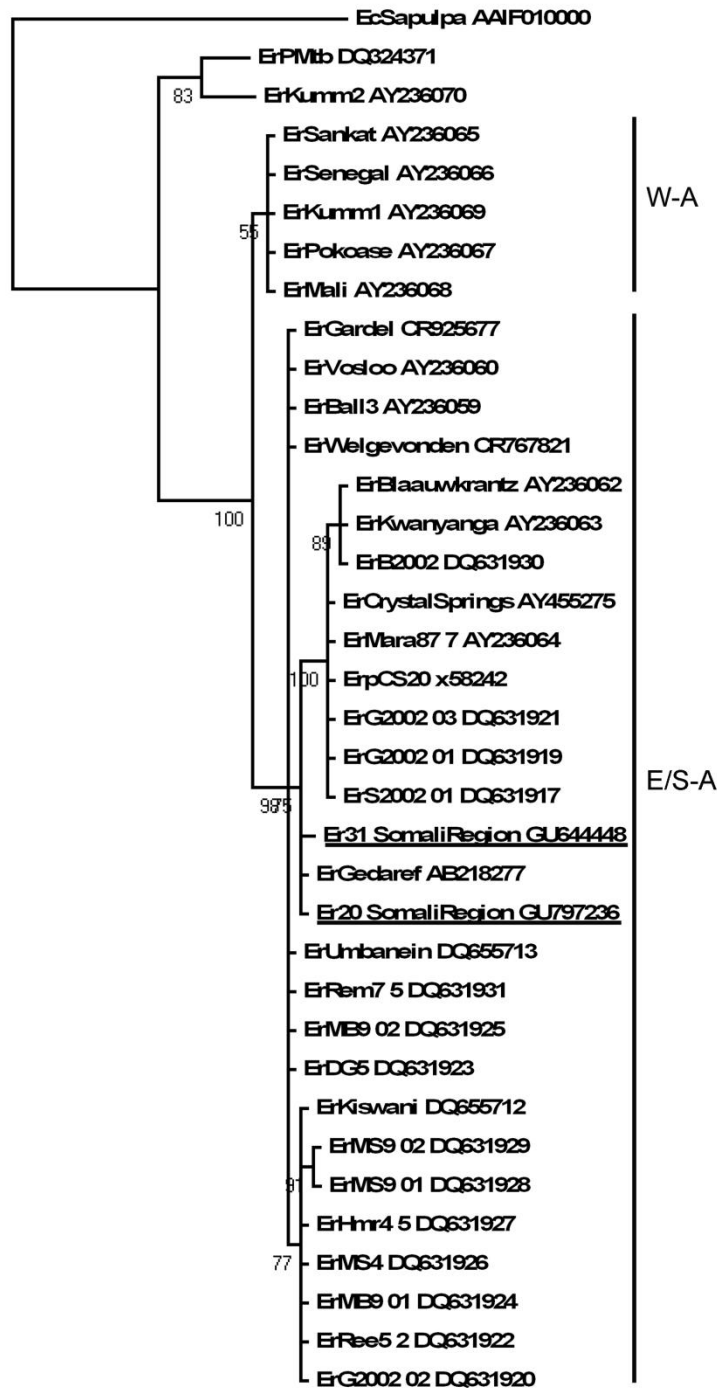 EcSapulpa AAIF010000
ErPMtb DQ324371
83
ErKumm2 AY236070
ErSankat AY236065
ErSenegal AY236066
W-A
ErKumm1 AY236069
55
ErPokoase AY236067
ErMali AY236068
ErGardel CR925677
ErVosloo AY236060
ErBall3 AY236059
ErWelgevonden CR767821
ErBlaauwkrantz AY236062
100
ErKwanyanga AY236063
89
ErB2002 DQ631930
ErCrystalSprings AY455275
ErMara87 7 AY236064
100
ErpCS20 x58242
ErG2002 03 DQ631921
ErG2002 01 DQ631919
E/S-A
ErS2002 01 DQ631917
98
75
Er31 SomaliRegion GU644448
ErGedaref AB218277
Er20 SomaliRegion GU797236
ErUmbanein DQ655713
ErRem7 5 DQ631931
ErMB9 02 DQ631925
ErDG5 DQ631923
ErKiswani DQ655712
ErMS9 02 DQ631929
91
ErMS9 01 DQ631928
ErHmr4 5 DQ631927
77
ErMS4 DQ631926
ErMB9 01 DQ631924
ErRee5 2 DQ631922
ErG2002 02 DQ631920